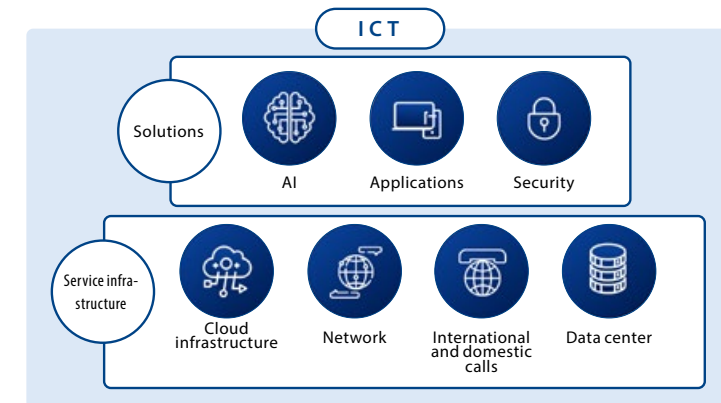 ICT
Solutions
AI
Applications
Security
Service infra-
structure
Cloud
infrastructure
Network
International
and domestic
calls
Data center